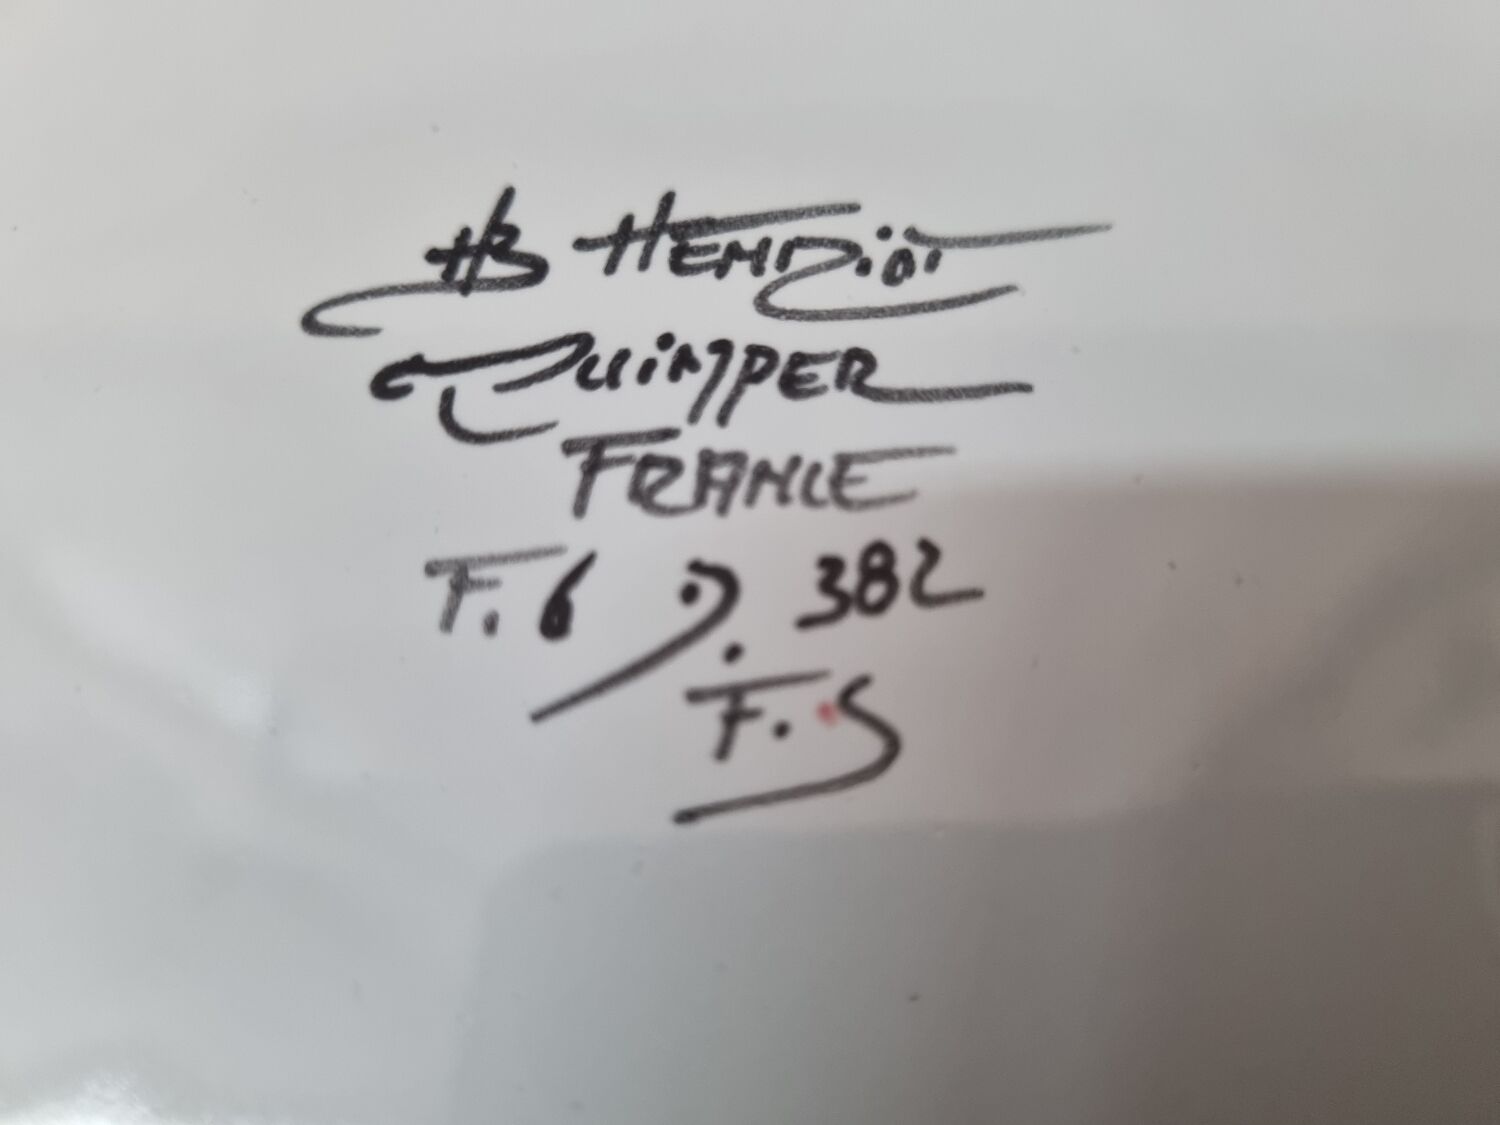 HB HENRiOT
QUiMPER
FRANCE
F.6 D. 382
F.S